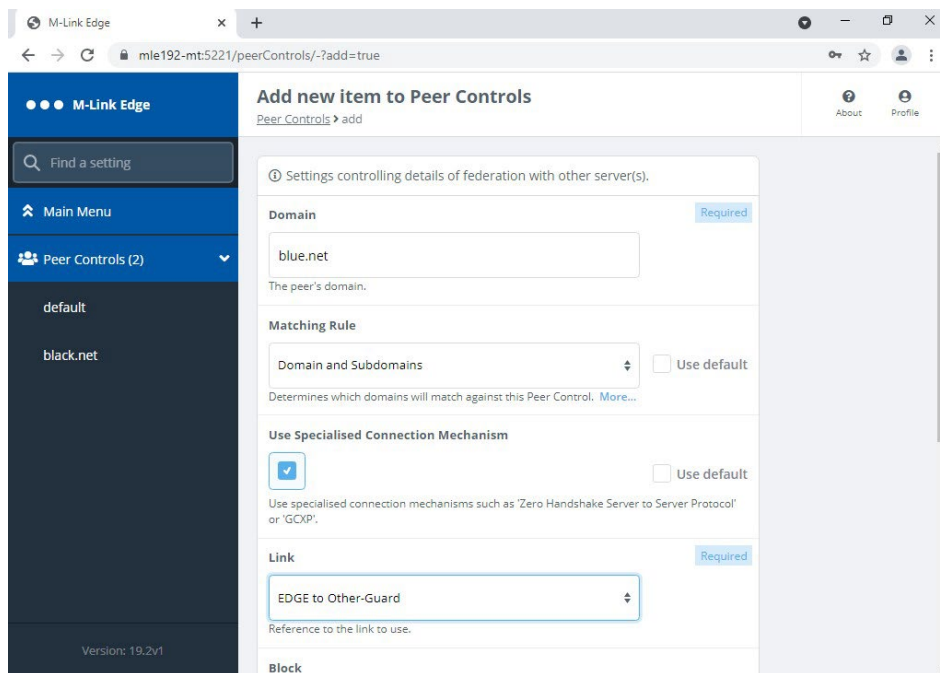 M-Link Edge
mle192-mt:5221/peerControls/-?add=true
M-Link Edge
Find a setting
Main Menu
Peer Controls (2)
default
black.net
Version: 19.2v1
Add new item to Peer Controls
Peer Controls > add
About
Profile
Settings controlling details of federation with other server(s).
Domain
Required
blue.net
The peer's domain.
Matching Rule
Domain and Subdomains
Use default
Determines which domains will match against this Peer Control. More...
Use Specialised Connection Mechanism
Use default
Use specialised connection mechanisms such as 'Zero Handshake Server to Server Protocol'
or 'GCXP'.
Link
Required
EDGE to Other-Guard
Reference to the link to use.
Block